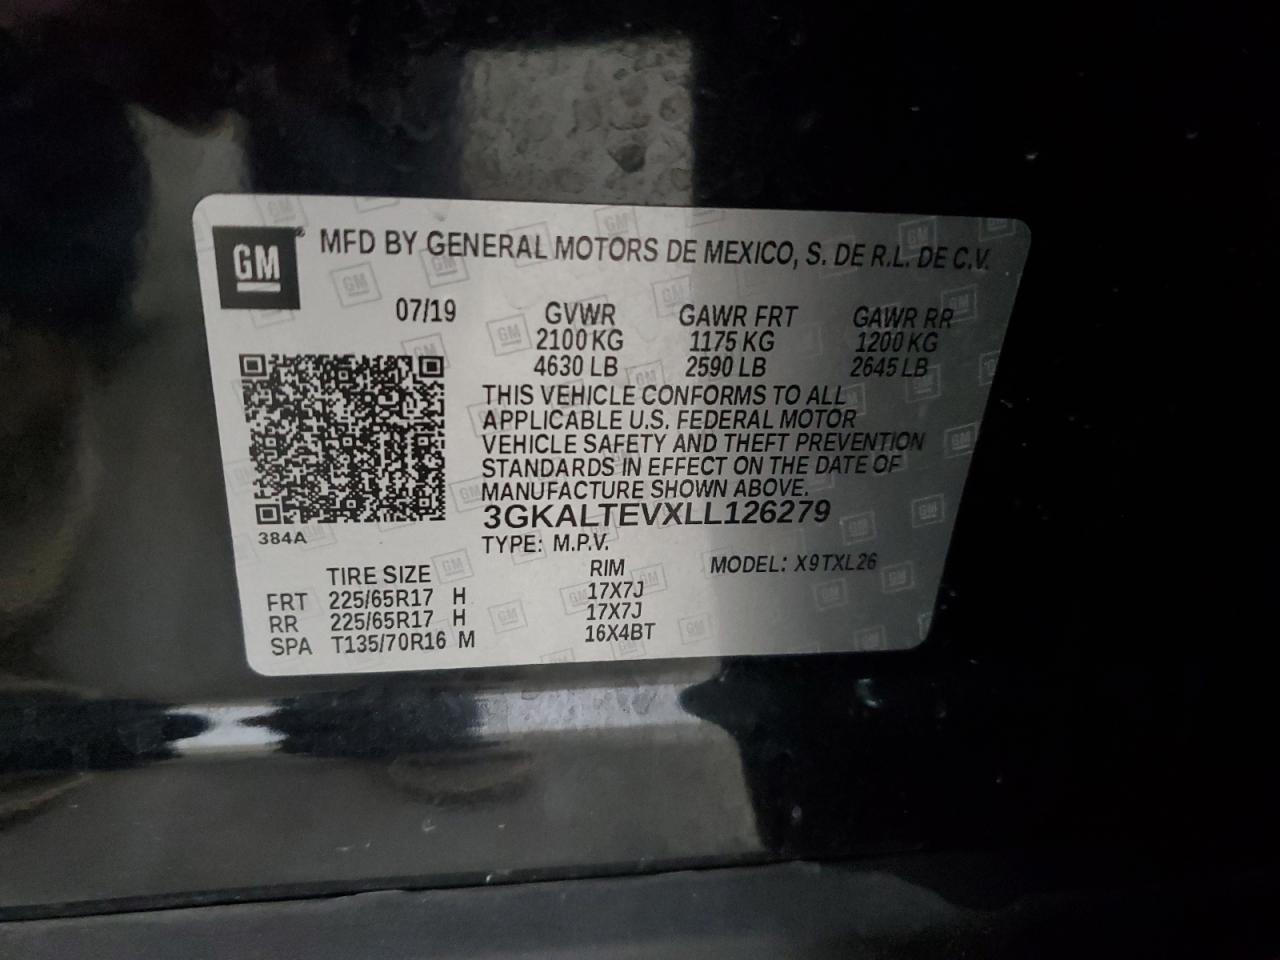 GM ® MFD BY GENERAL MOTORS DE MEXICO, S. DE R.L. DE C.V.
07/19 GVWR GAWR FRT GAWR RR
2100 KG 1175 KG 1200 KG
4630 LB 2590 LB 2645 LB
THIS VEHICLE CONFORMS TO ALL
APPLICABLE U.S. FEDERAL MOTOR
VEHICLE SAFETY AND THEFT PREVENTION
STANDARDS IN EFFECT ON THE DATE OF
MANUFACTURE SHOWN ABOVE.
3GKALTEVXLL126279
384A
TYPE: M.P.V.
TIRE SIZE RIM MODEL: X9TXL26
FRT 225/65R17 H 17X7J
RR 225/65R17 H 17X7J
SPA T135/70R16 M 16X4BT